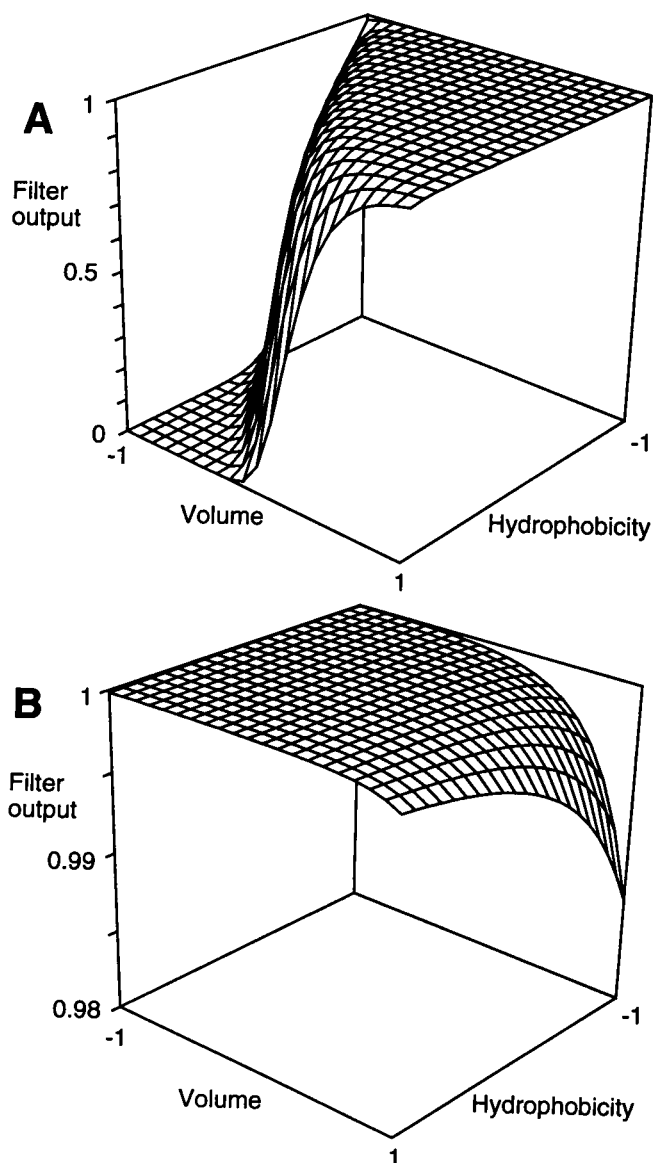 A
1
Filter
output
0.5
0
-1
-1
Volume
Hydrophobicity
1
B
1
Filter
output
0.99
0.98
-1
-1
Volume
Hydrophobicity
1